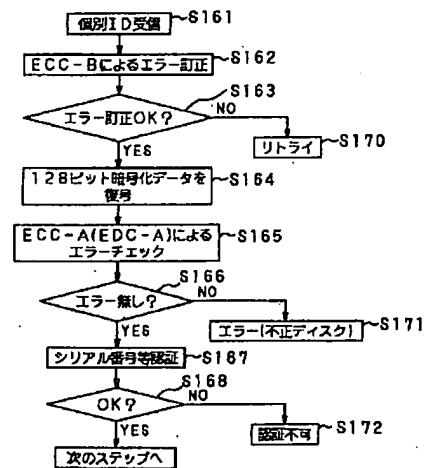 個別ID受信
S161
ECC-Bによるエラー訂正
S162
エラー訂正OK?
S163
NO
YES
リトライ
S170
128ビット暗号化データを
復号
S164
ECC-A(EDC-A)による
エラーチェック
S165
エラー無し?
S166
NO
YES
エラー(不正ディスク)
S171
シリアル番号等認証
S167
OK?
S168
NO
YES
認証不可
S172
次のステップへ